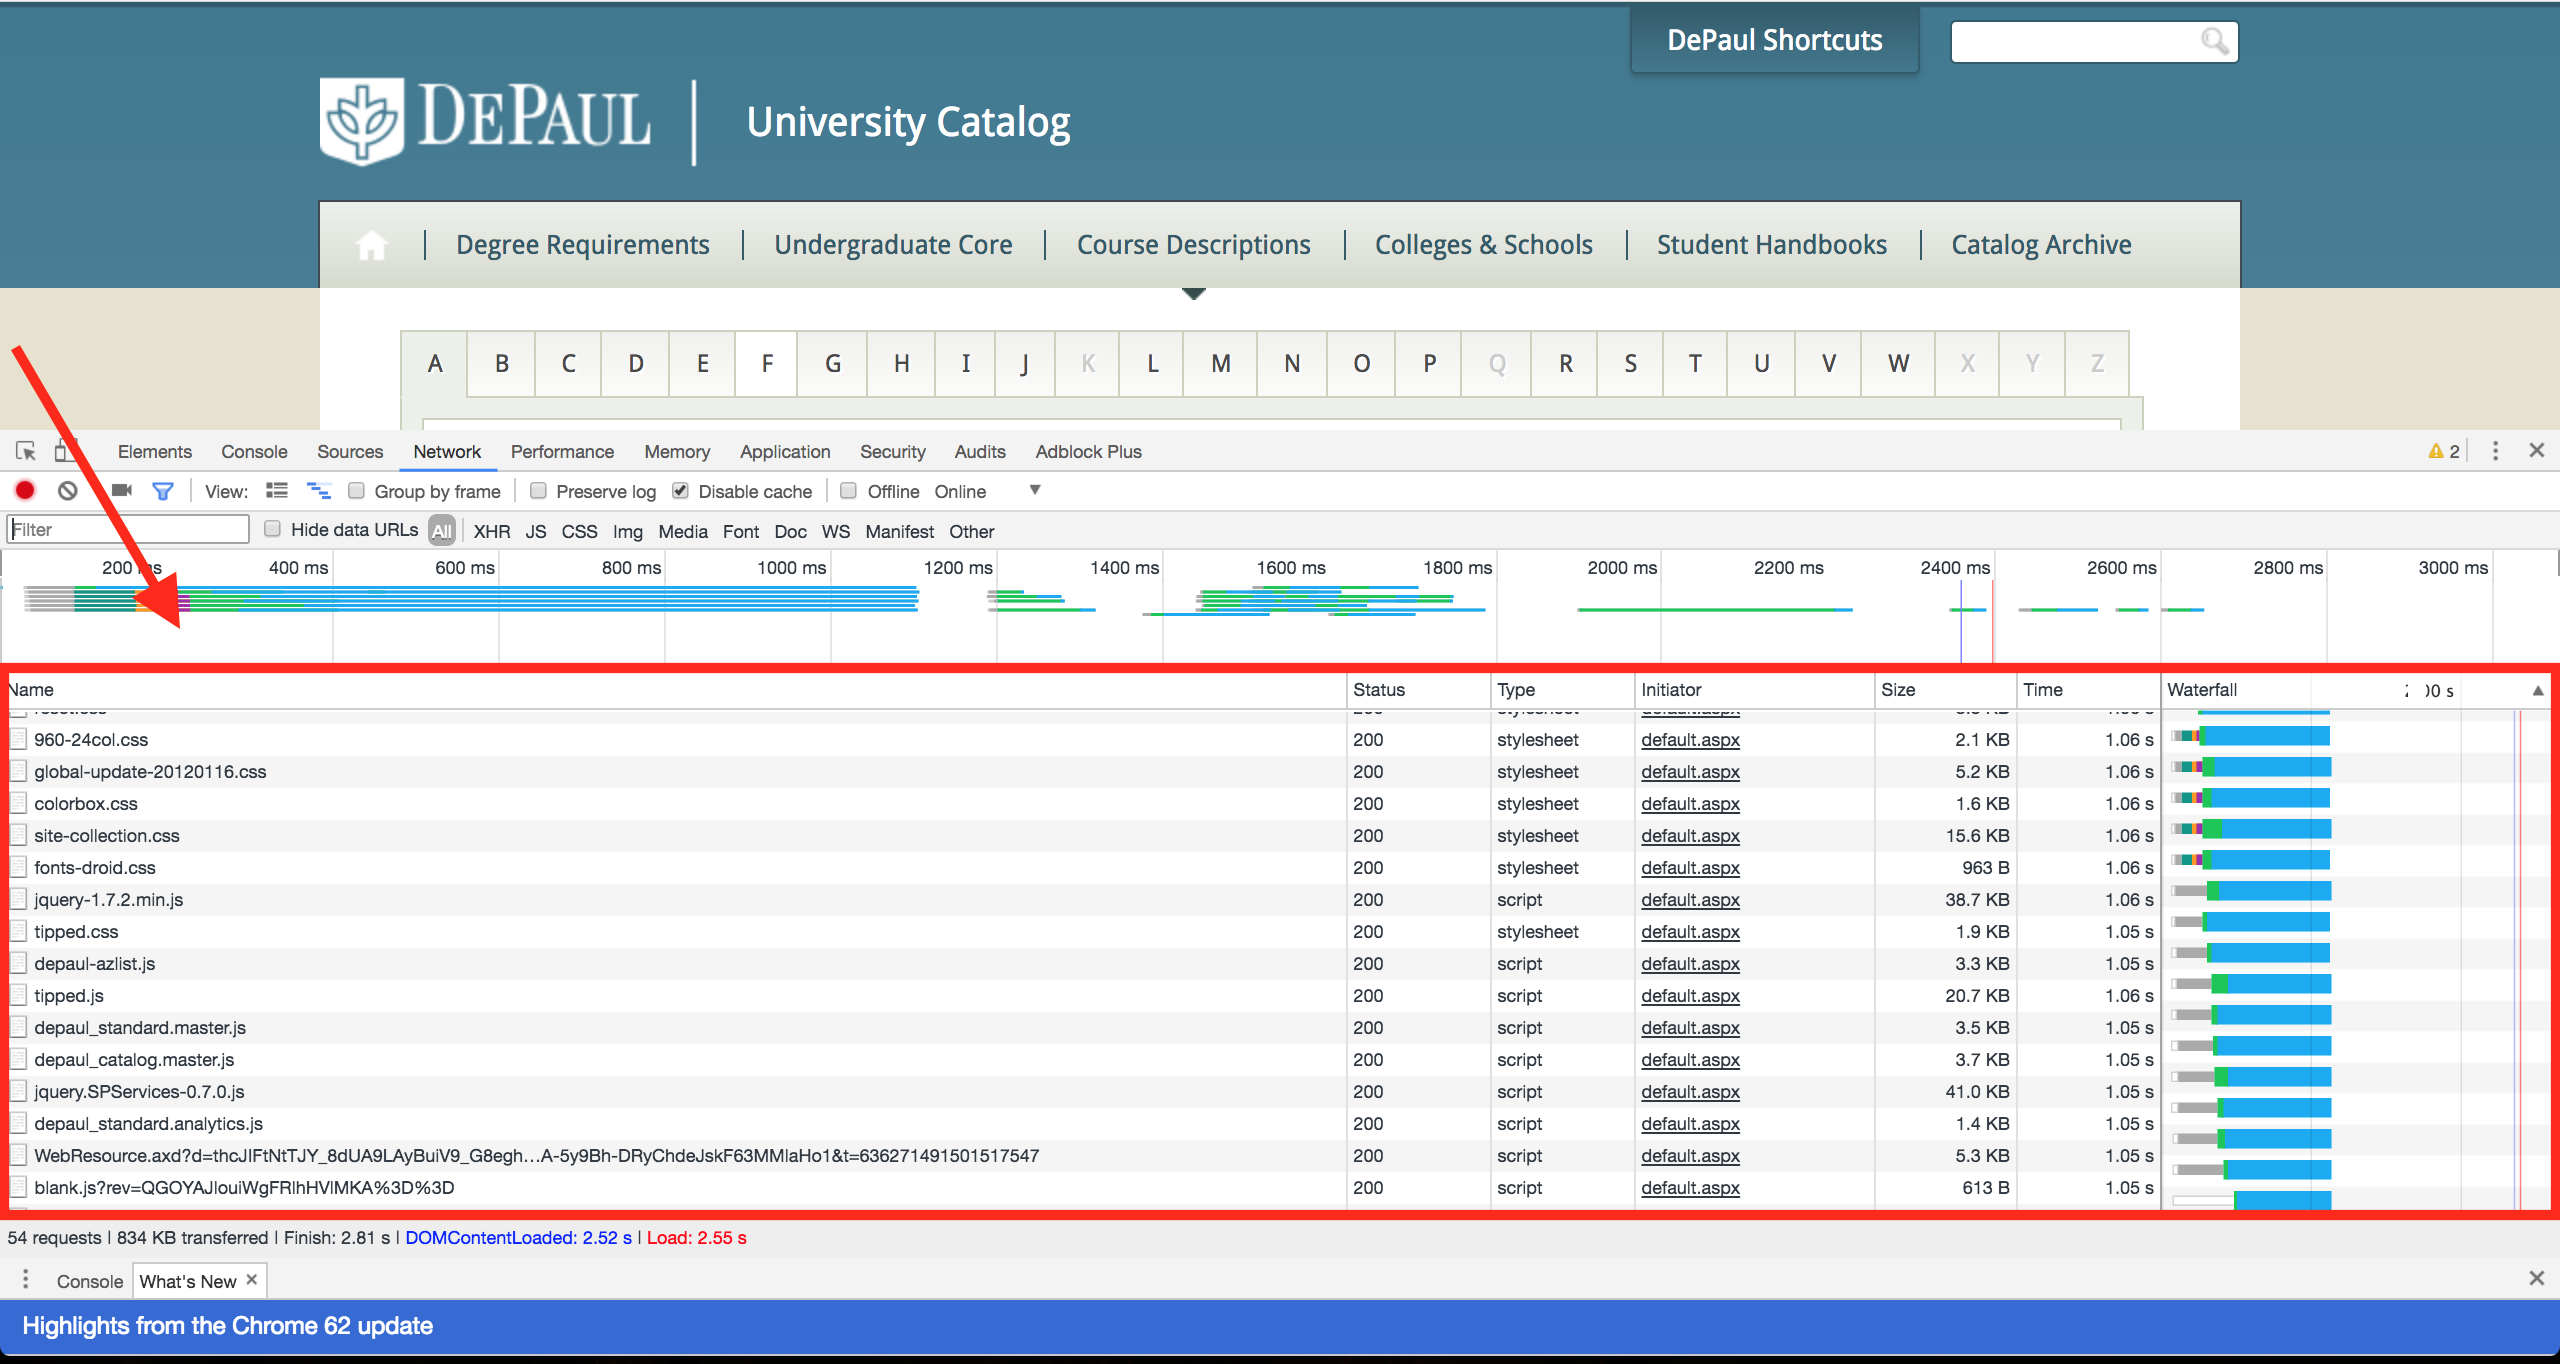 DePaul Shortcuts
DEPAUL
University Catalog
Degree Requirements Undergraduate Core Course Descriptions Colleges & Schools Student Handbooks Catalog Archive
A B C D E F G H I J K L M N O P Q R S T U V W X Y Z
Elements Console Sources Network Performance Memory Application Security Audits Adblock Plus 2
View: Group by frame Preserve log Disable cache Offline Online
Filter Hide data URLs All XHR JS CSS Img Media Font Doc WS Manifest Other
200 ms 400 ms 600 ms 800 ms 1000 ms 1200 ms 1400 ms 1600 ms 1800 ms 2000 ms 2200 ms 2400 ms 2600 ms 2800 ms 3000 ms
Name Status Type Initiator Size Time Waterfall
960-24col.css 200 stylesheet default.aspx 2.1 KB 1.06 s
global-update-20120116.css 200 stylesheet default.aspx 5.2 KB 1.06 s
colorbox.css 200 stylesheet default.aspx 1.6 KB 1.06 s
site-collection.css 200 stylesheet default.aspx 15.6 KB 1.06 s
fonts-droid.css 200 stylesheet default.aspx 963 B 1.06 s
jquery-1.7.2.min.js 200 script default.aspx 38.7 KB 1.06 s
tipped.css 200 stylesheet default.aspx 1.9 KB 1.05 s
depaul-azlist.js 200 script default.aspx 3.3 KB 1.05 s
tipped.js 200 script default.aspx 20.7 KB 1.06 s
depaul_standard.master.js 200 script default.aspx 3.5 KB 1.05 s
depaul_catalog.master.js 200 script default.aspx 3.7 KB 1.05 s
jquery.SPServices-0.7.0.js 200 script default.aspx 41.0 KB 1.05 s
depaul_standard.analytics.js 200 script default.aspx 1.4 KB 1.05 s
WebResource.axd?d=thcJIFtNtTJY_8dUA9LAyBuiV9_G8egh…A-5y9Bh-DRyChdeJskF63MMlaHo1&t=636271491501517547 200 script default.aspx 5.3 KB 1.05 s
blank.js?rev=QGOYAJlouiWgFRlhHVlMKA%3D%3D 200 script default.aspx 613 B 1.05 s
54 requests | 834 KB transferred | Finish: 2.81 s | DOMContentLoaded: 2.52 s | Load: 2.55 s
Console What's New
Highlights from the Chrome 62 update